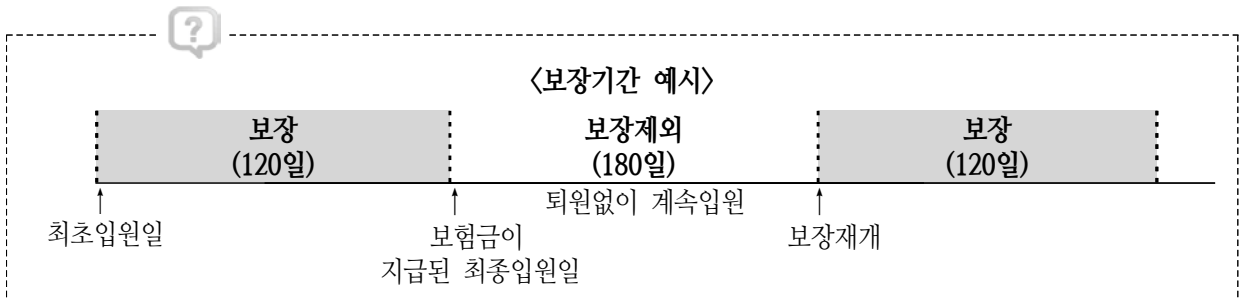 ?
〈보장기간 예시〉
보장 보장제외 보장
(120일) (180일) (120일)
퇴원없이 계속입원
최초입원일 보험금이 보장재개
지급된 최종입원일